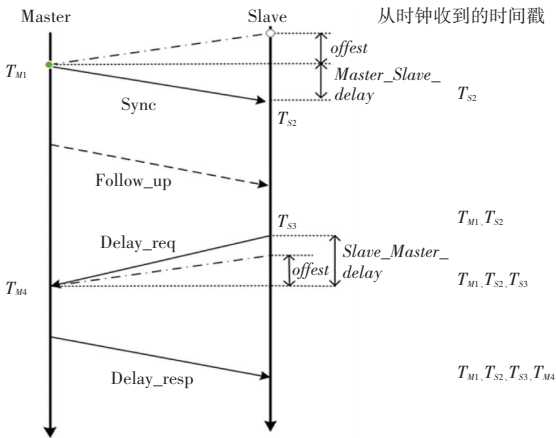 Master Slave 从时钟收到的时间戳
offest
T_M1
Master_Slave_
delay
T_S2
Sync
T_S2
Follow_up
T_S3
T_M1,T_S2
Delay_req
Slave_Master_
offest
delay
T_M4
T_M1,T_S2,T_S3
Delay_resp
T_M1,T_S2,T_S3,T_M4